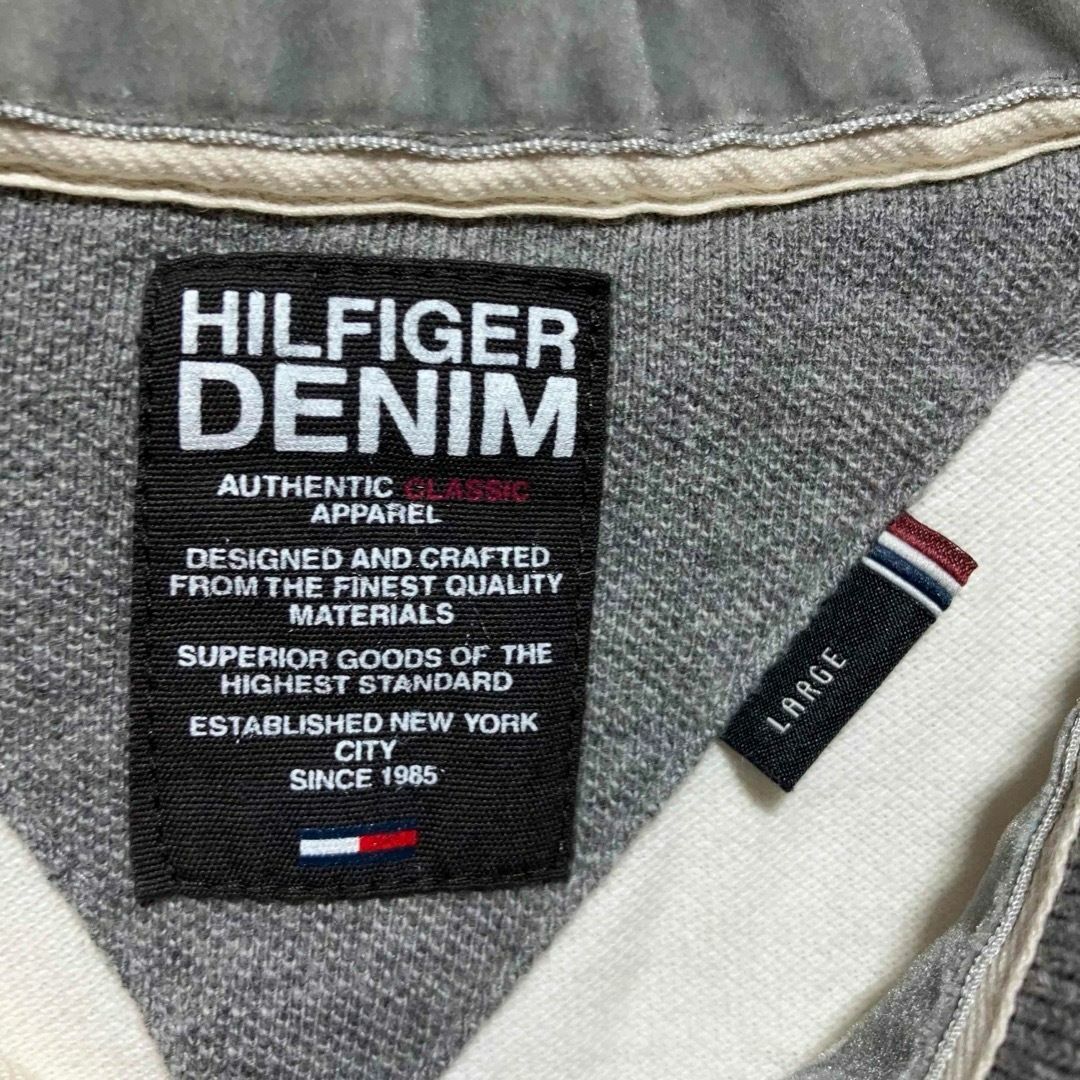 HILFIGER
DENIM
AUTHENTIC CLASSIC
APPAREL
DESIGNED AND CRAFTED
FROM THE FINEST QUALITY
MATERIALS
SUPERIOR GOODS OF THE
HIGHEST STANDARD
ESTABLISHED NEW YORK
CITY
SINCE 1985
LARGE